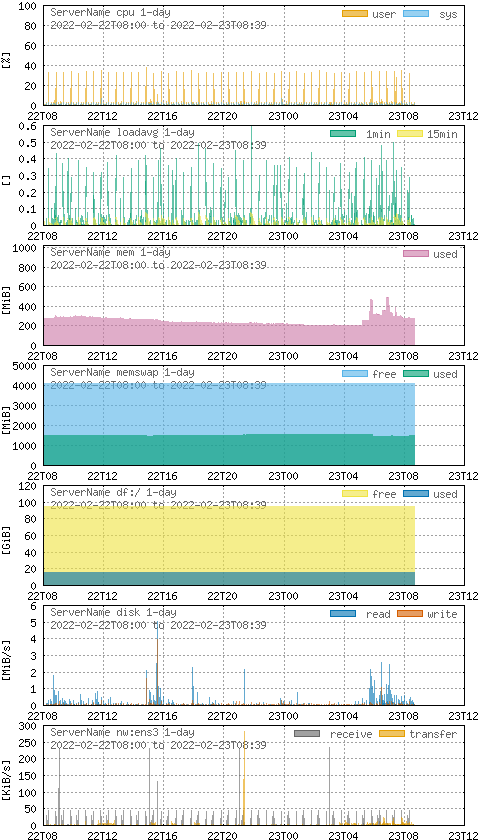 100
ServerName cpu 1-day
user
sys
2022-02-22T08:00 to 2022-02-23T08:39
80
60
[%]
40
20
0
22T08 22T12 22T16 22T20 23T00 23T04 23T08 23T12
0.6
ServerName loadavg 1-day
1min
15min
2022-02-22T08:00 to 2022-02-23T08:39
0.5
0.4
[]
0.3
0.2
0.1
0
22T08 22T12 22T16 22T20 23T00 23T04 23T08 23T12
1000
ServerName mem 1-day
used
2022-02-22T08:00 to 2022-02-23T08:39
800
600
[MiB]
400
200
0
22T08 22T12 22T16 22T20 23T00 23T04 23T08 23T12
5000
ServerName memswap 1-day
free
used
2022-02-22T08:00 to 2022-02-23T08:39
4000
3000
[MiB]
2000
1000
0
22T08 22T12 22T16 22T20 23T00 23T04 23T08 23T12
120
ServerName df:/ 1-day
free
used
2022-02-22T08:00 to 2022-02-23T08:39
100
80
60
[GiB]
40
20
0
22T08 22T12 22T16 22T20 23T00 23T04 23T08 23T12
6
ServerName disk 1-day
read
write
2022-02-22T08:00 to 2022-02-23T08:39
5
4
[MiB/s]
3
2
1
0
22T08 22T12 22T16 22T20 23T00 23T04 23T08 23T12
300
ServerName nw:ens3 1-day
receive
transfer
2022-02-22T08:00 to 2022-02-23T08:39
250
200
[KiB/s]
150
100
50
0
22T08 22T12 22T16 22T20 23T00 23T04 23T08 23T12